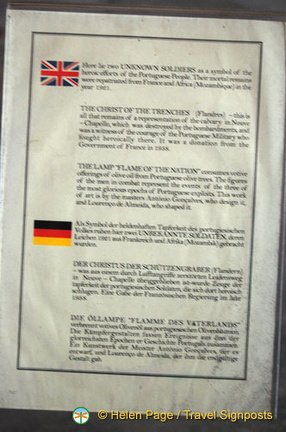 Here lie two UNKNOWN SOLDIERS as a symbol of the
heroic efforts of the Portuguese People. Their mortal remains
were repatriated from France and Africa (Mozambique) in the
year 1921.
THE CHRIST OF THE TRENCHES (Flandres) - this is
all that remains of a representation of the calvary in Neuve
- Chapelle, which was destroyed by the bombardments, and
was a witness of the courage of the Portuguese Military who
fought heroically there. It was a donation from the
Government of France in 1958.
THE LAMP "FLAME OF THE NATION" consumes votive
offerings of olive oil from Portuguese olive trees. The figures
of the men in combat represent the events of the three of
the most glorious epochs of Portuguese exploits. This work
of art is by the masters António Gonçalves, who design it,
and Lourenço de Almeida, who shaped it.
Als Symbol der heldenhaften Tapferkeit des portugiesischen
Volkes ruhen hier zwei UNBEKANNTE SOLDATEN, deren
Leichen 1921 aus Frankreich und Afrika (Mozambik) gebracht
wurden.
DER CHRISTUS DER SCHÜTZENGRABER (Flandern)
- was aus einem durch Luftangriffe zerstörten Leidensweg
in Neuve - Chapelle übriggeblieben ist-wurde Zeuge der
tapferkeit der portugiesischen Soldaten, die sich dort heroisch
schlugen. Eine Gabe der Französischen Regierung im Jahr
1958.
DIE ÖLLAMPE "FLAMME DES VATERLANDS"
verbrennt votives Olivenöl aus portugiesischen Olivenbäumen.
Die Kämpfergestalten fassen Ereignisse aus den drei
glorreichsten Epochen der Geschichte Portugals zusammen.
Ein Kunstwerk der Meister António Gonçalves, der es
entwarf, und Lourenço de Almeida, der ihm die endgültige
Gestalt gab.
© Helen Page / Travel Signposts